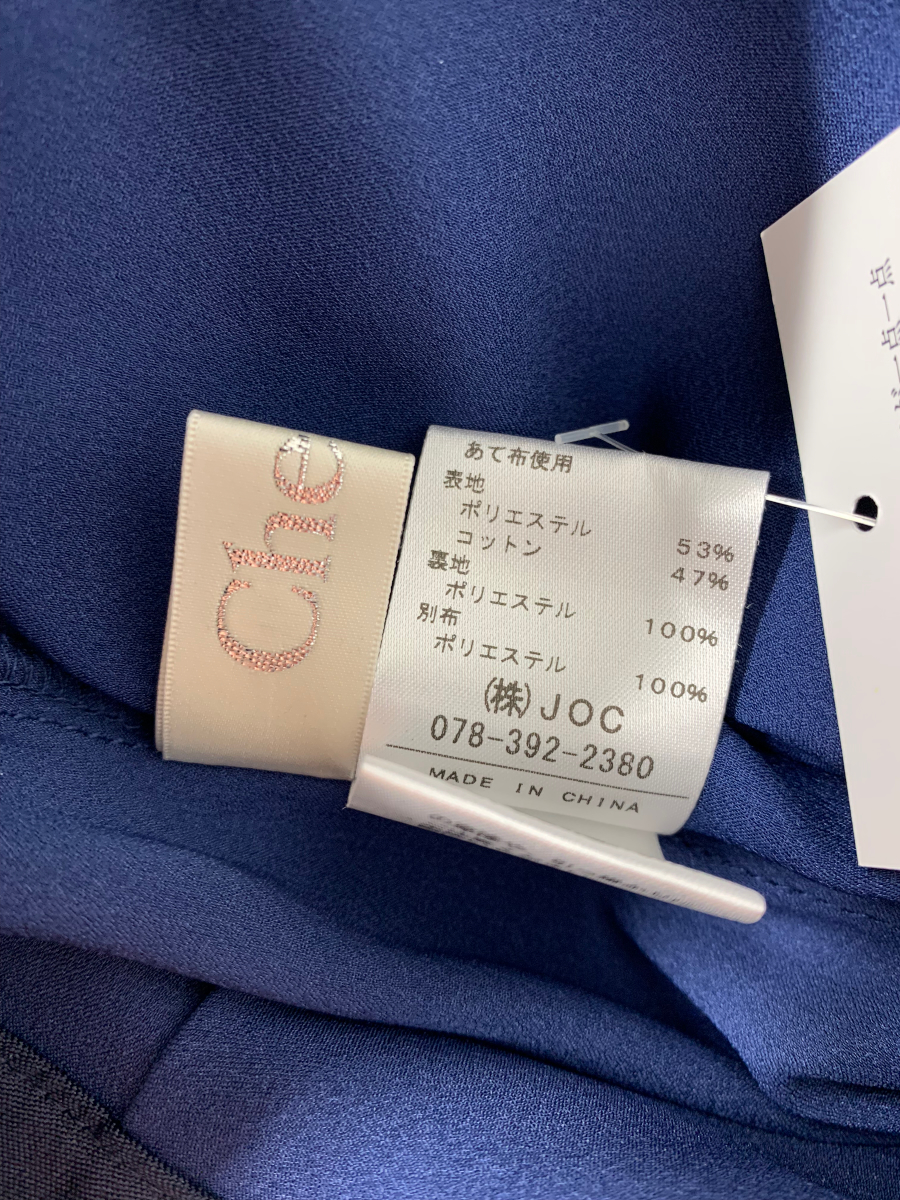 Che
あて布使用
表地
ポリエステル 53%
コットン 47%
裏地
ポリエステル 100%
別布
ポリエステル 100%
(株)JOC
078-392-2380
MADE IN CHINA